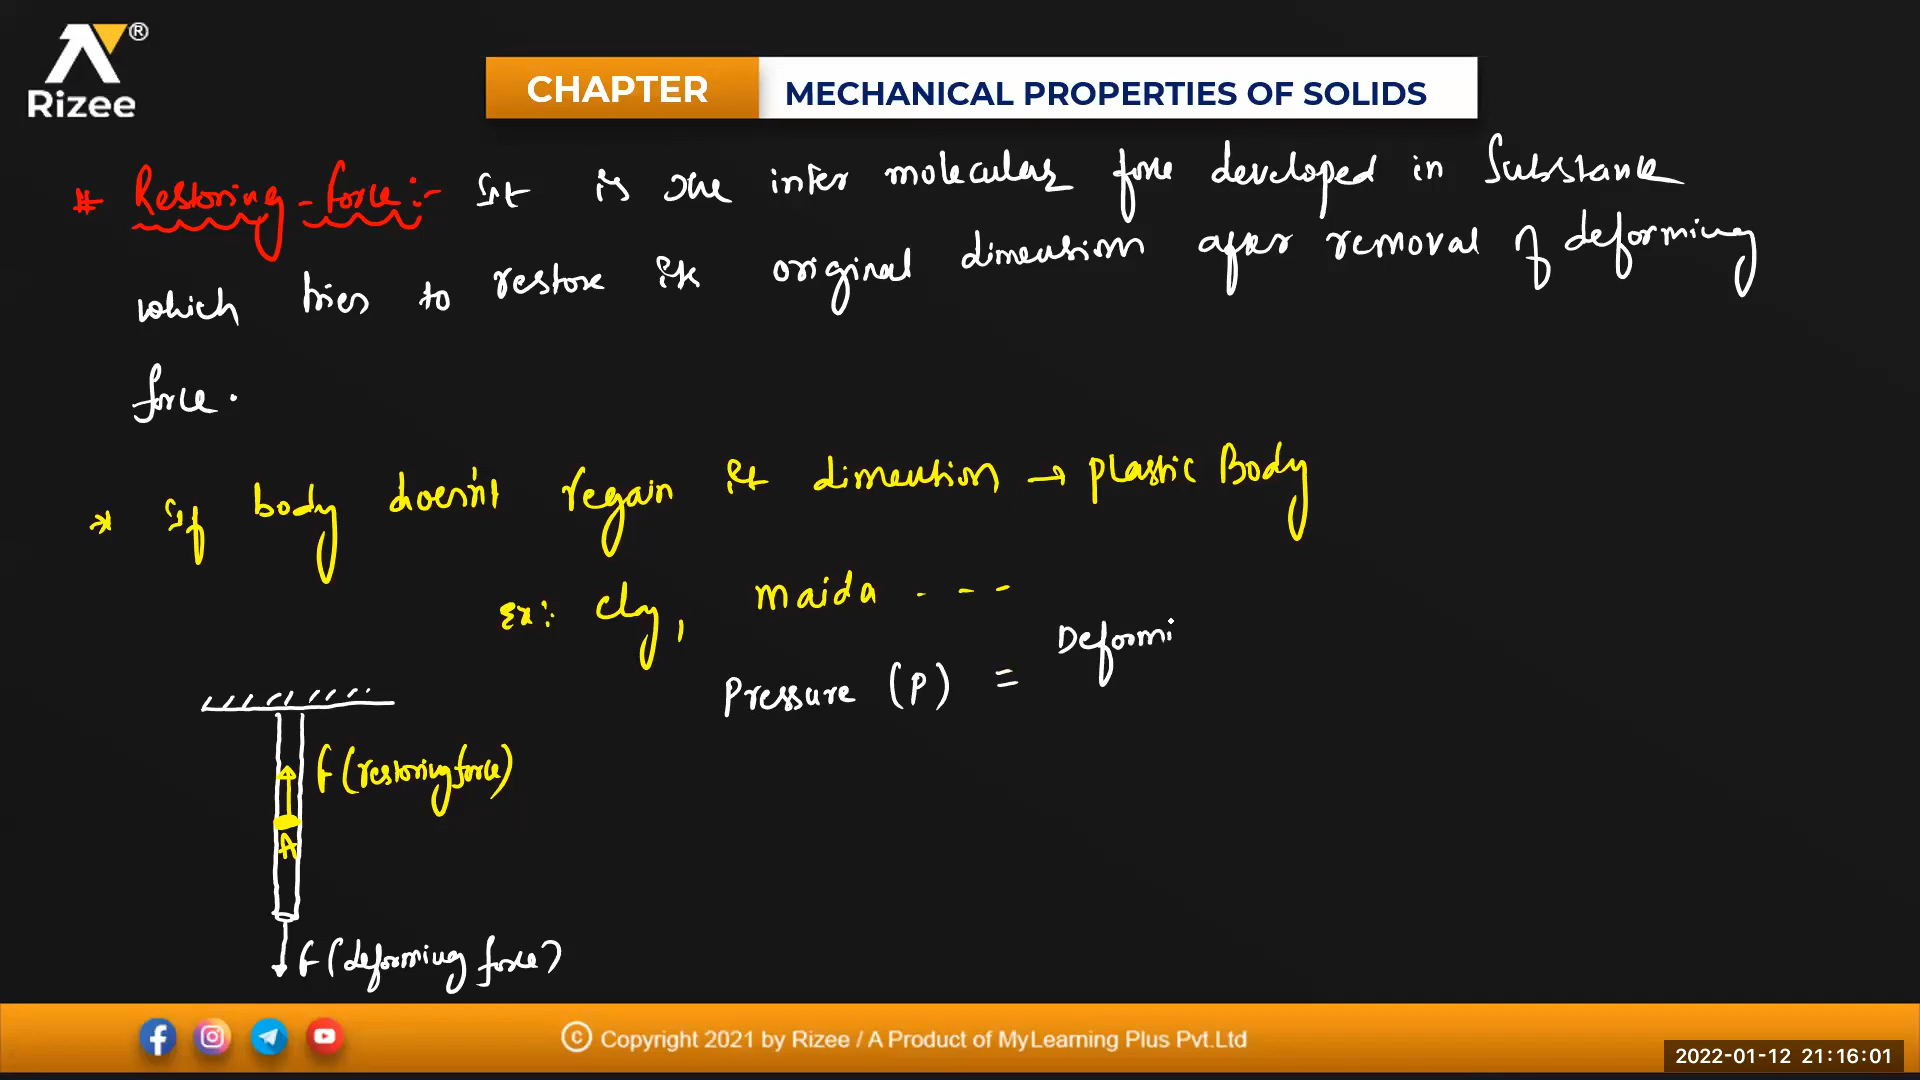 Rizee®
CHAPTER MECHANICAL PROPERTIES OF SOLIDS
# Restoring-force:- It is the inter molecular force developed in Substance
which tries to restore its original dimension after removal of deforming
force.
* If body doesn't regain it dimention → plastic Body
Ex: clay, maida - - -
Deformi
Pressure (P) =
F (restoring force)
A
F (deforming force)
© Copyright 2021 by Rizee / A Product of MyLearning Plus Pvt.Ltd
2022-01-12 21:16:01